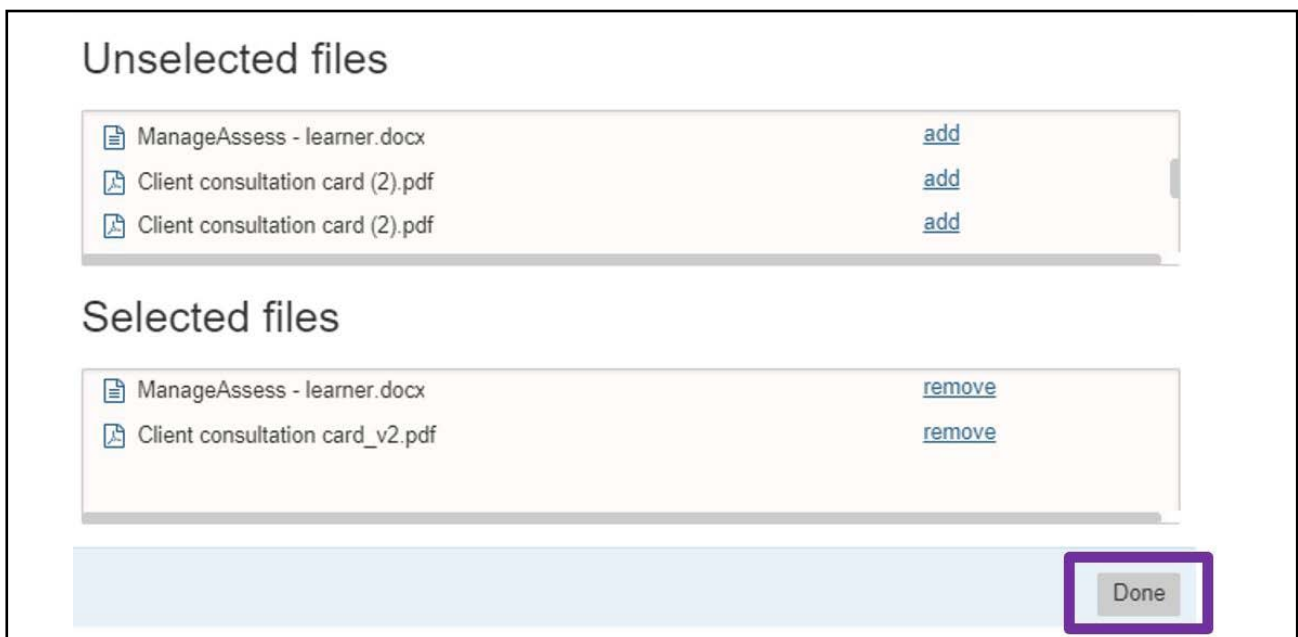 Unselected files
ManageAssess - learner.docx add
Client consultation card (2).pdf add
Client consultation card (2).pdf add
Selected files
ManageAssess - learner.docx remove
Client consultation card_v2.pdf remove
Done